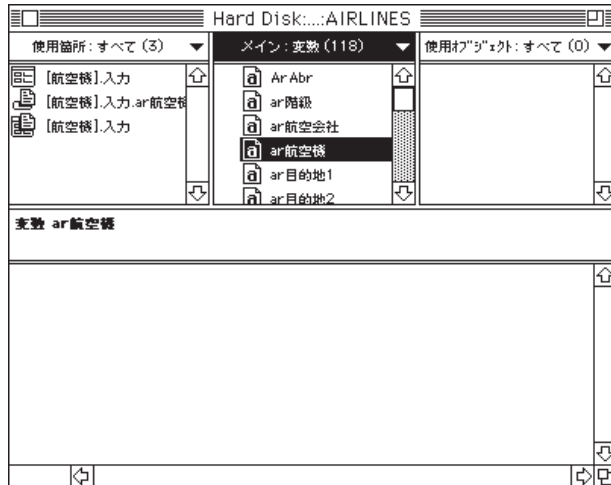 Hard Disk:...:AIRLINES
使用箇所: すべて (3)
メイン: 変数 (118)
使用オブジェクト: すべて (0)
[航空機].入力
[航空機].入力.ar航空機
[航空機].入力
Ar Abr
ar階級
ar航空会社
ar航空機
ar目的地1
ar目的地2
変数 ar航空機